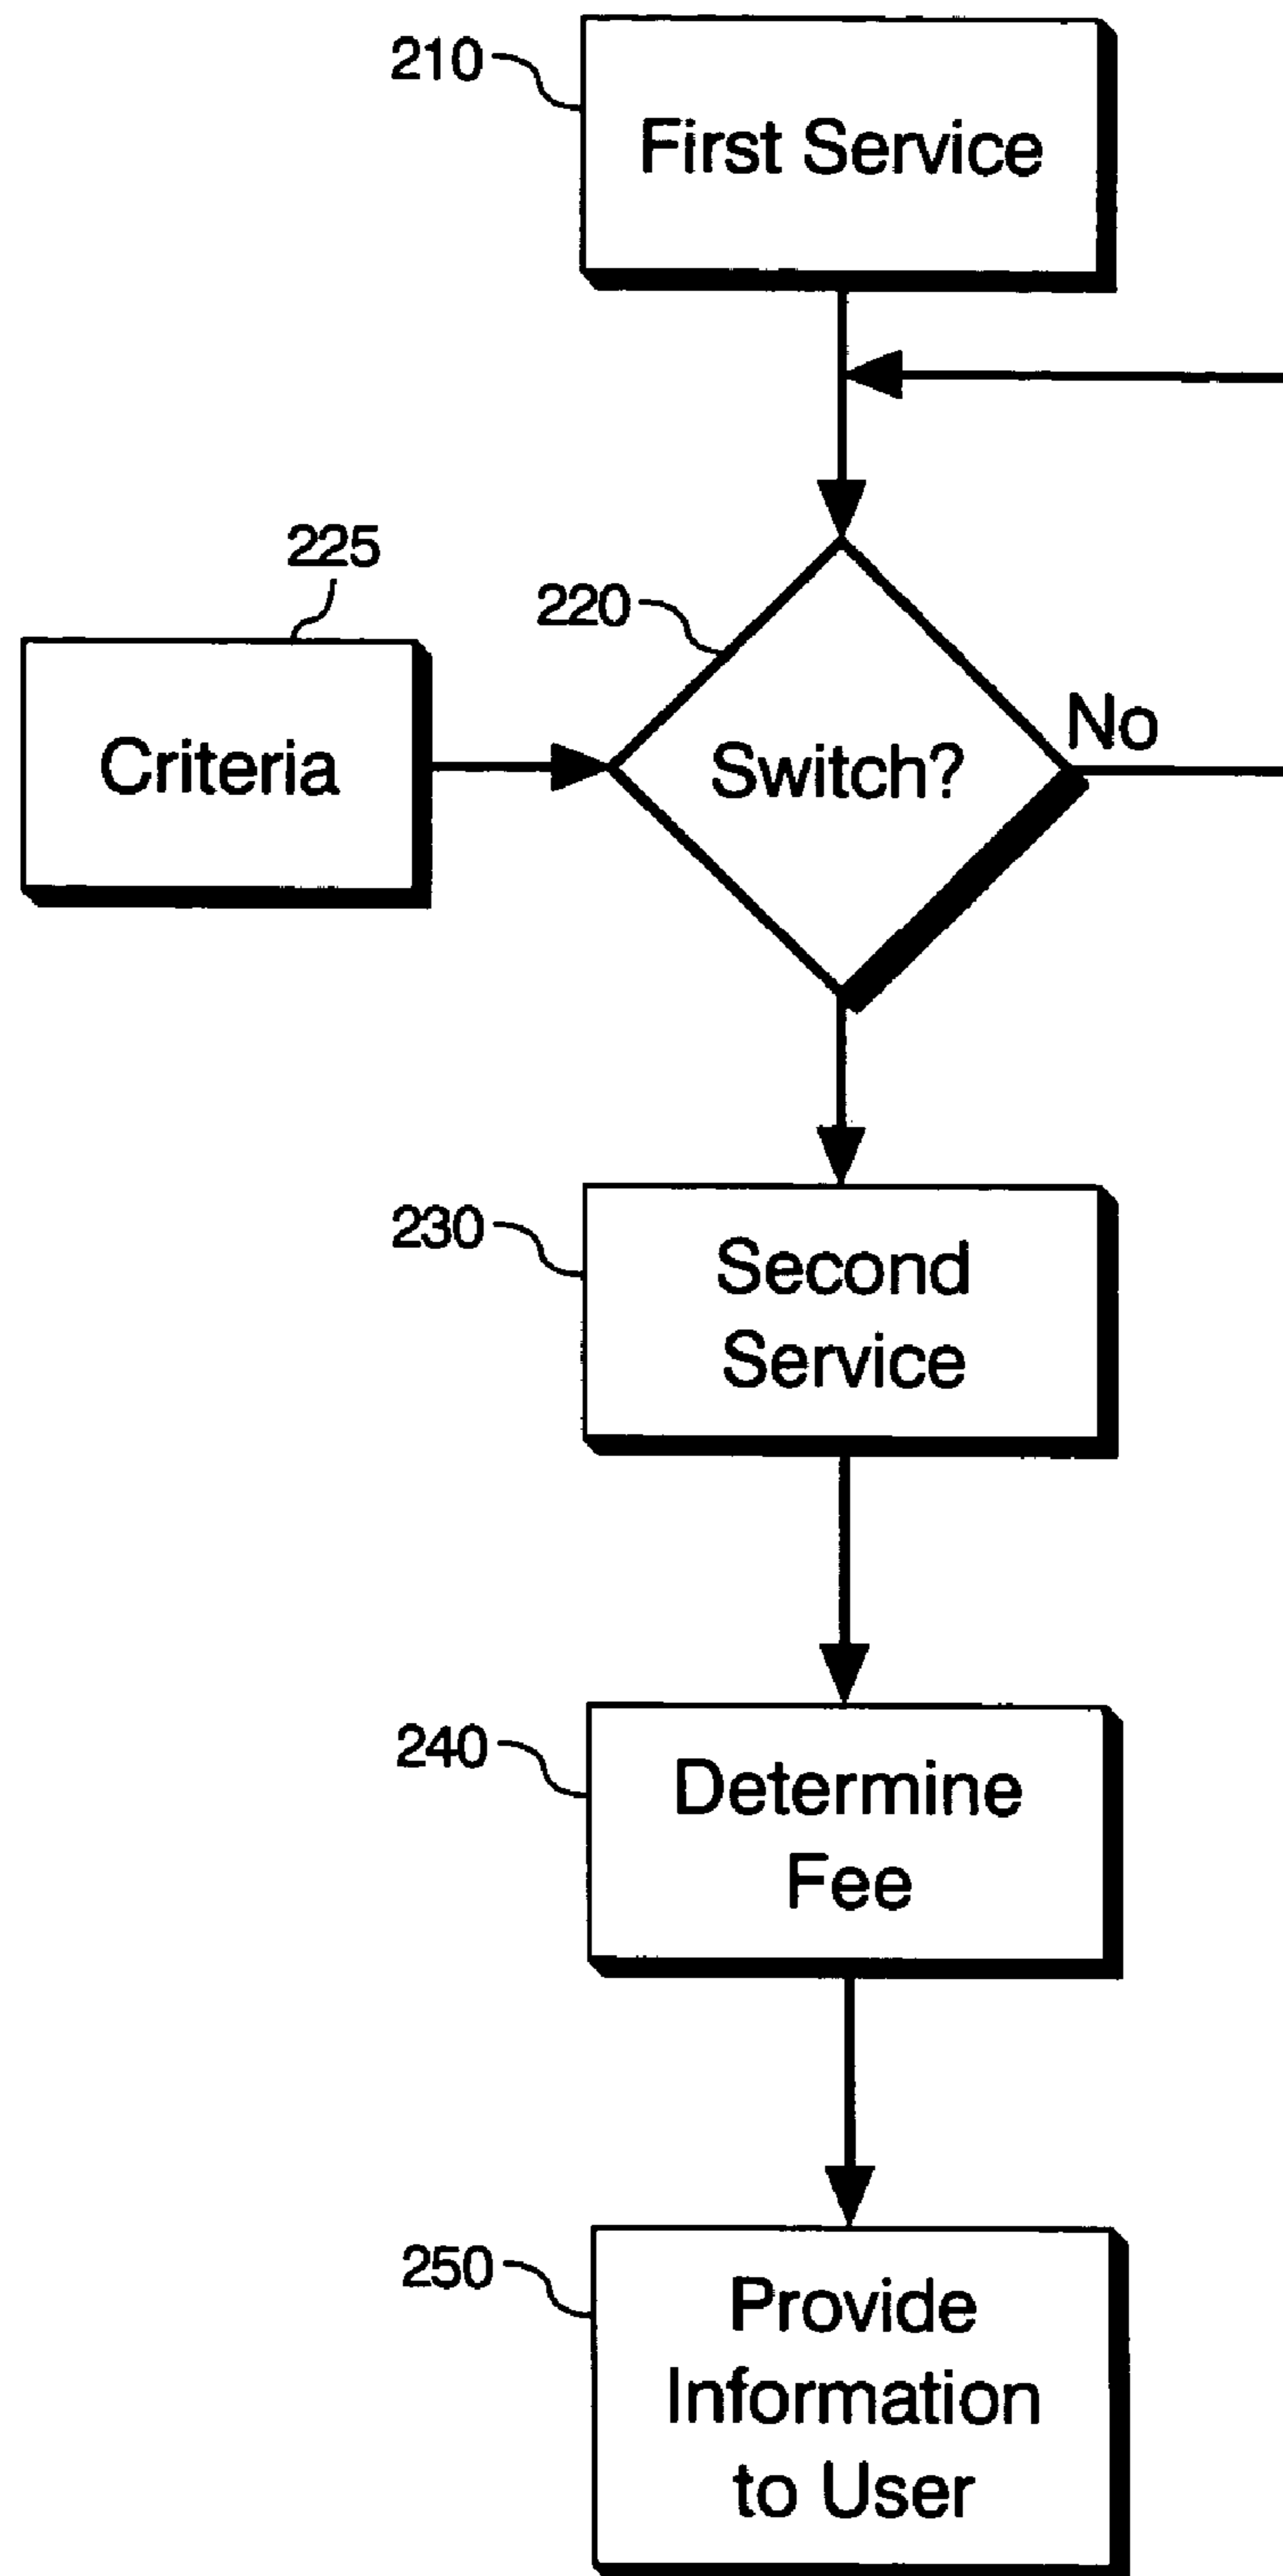 210
First Service
225
220
Criteria
Switch?
No
230
Second
Service
240
Determine
Fee
250
Provide
Information
to User